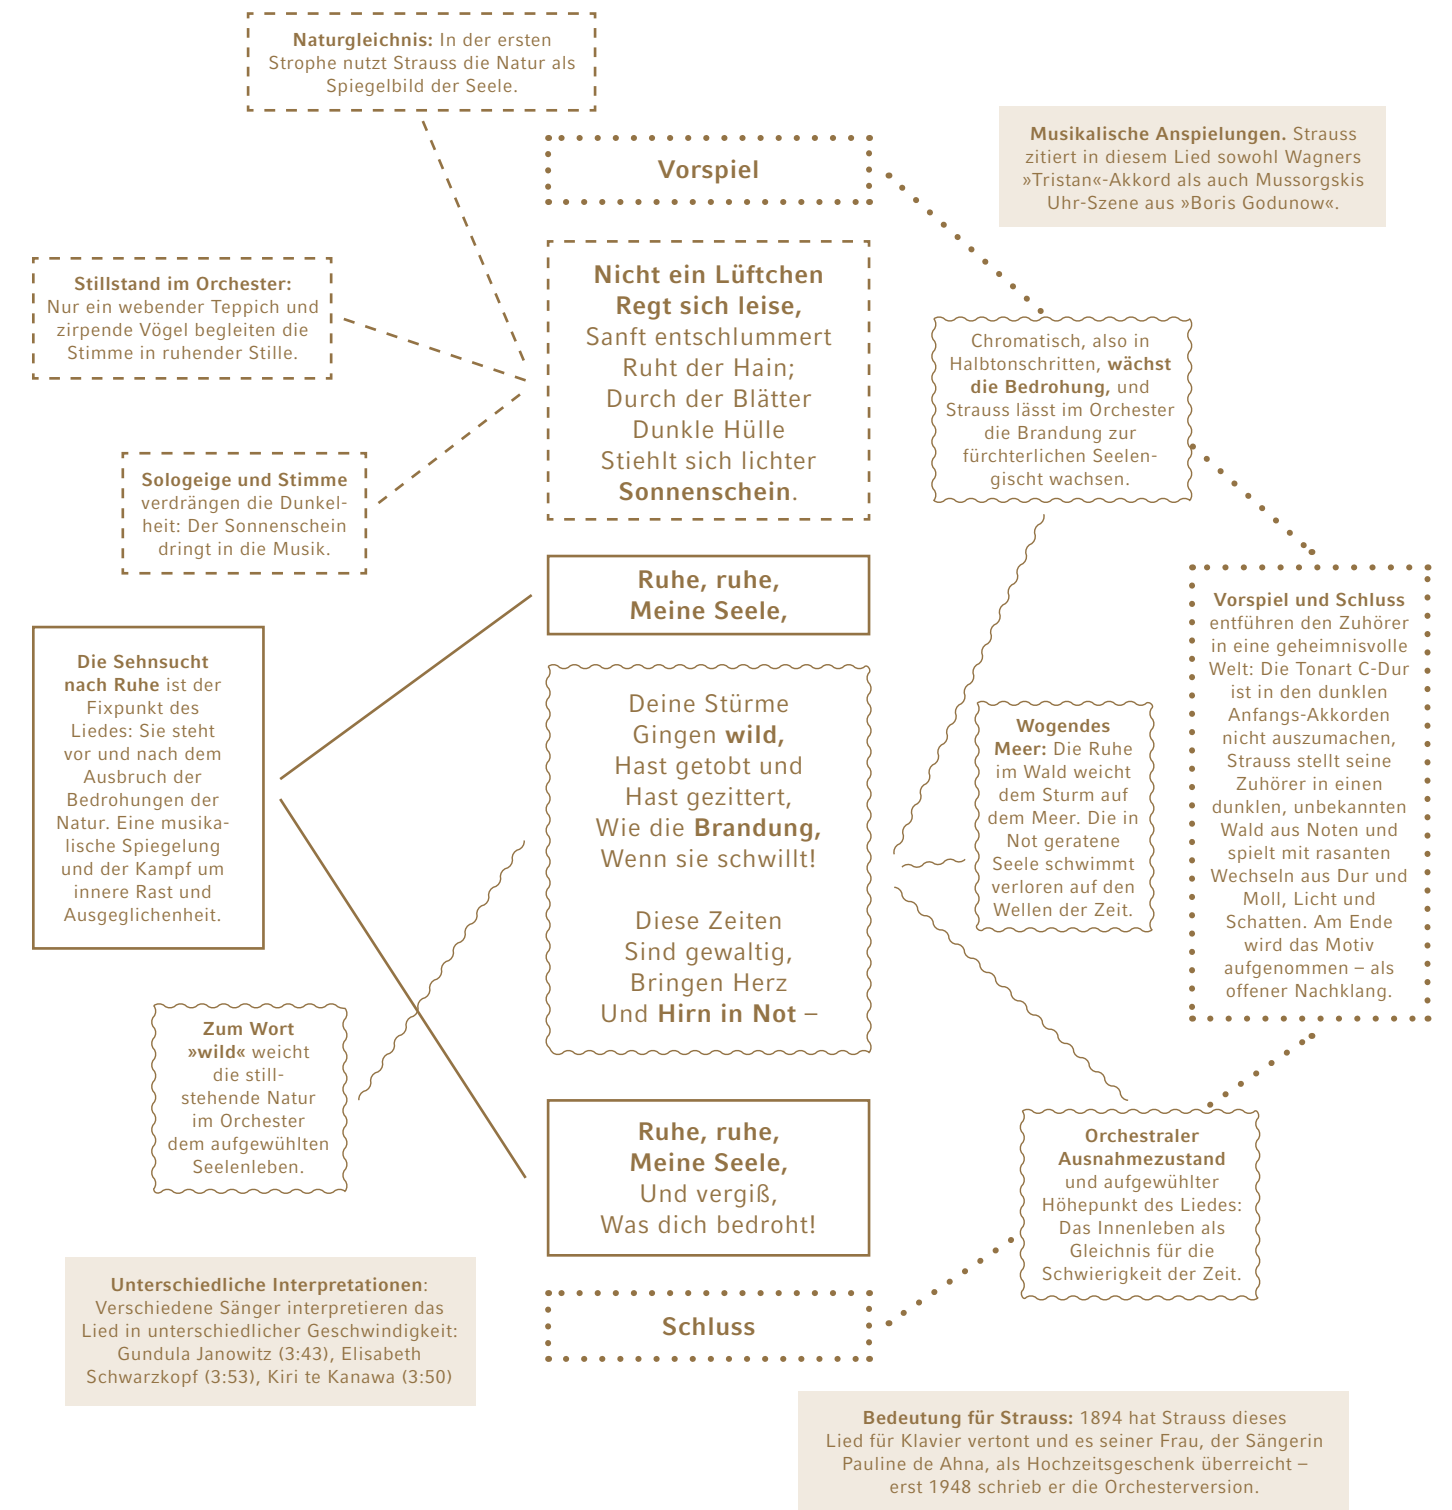 Naturgleichnis: In der ersten
Strophe nutzt Strauss die Natur als
Spiegelbild der Seele.
Musikalische Anspielungen. Strauss
zitiert in diesem Lied sowohl Wagners
»Tristan«-Akkord als auch Mussorgskis
Uhr-Szene aus »Boris Godunow«.
Vorspiel
Stillstand im Orchester:
Nur ein webender Teppich und
zirpende Vögel begleiten die
Stimme in ruhender Stille.
Nicht ein Lüftchen
Regt sich leise,
Sanft entschlummert
Ruht der Hain;
Durch der Blätter
Dunkle Hülle
Stiehlt sich lichter
Sonnenschein.
Chromatisch, also in
Halbtonschritten, wächst
die Bedrohung, und
Strauss lässt im Orchester
die Brandung zur
fürchterlichen Seelen-
gischt wachsen.
Sologeige und Stimme
verdrängen die Dunkel-
heit: Der Sonnenschein
dringt in die Musik.
Ruhe, ruhe,
Meine Seele,
Vorspiel und Schluss
entführen den Zuhörer
in eine geheimnisvolle
Welt: Die Tonart C-Dur
ist in den dunklen
Anfangs-Akkorden
nicht auszumachen,
Strauss stellt seine
Zuhörer in einen
dunklen, unbekannten
Wald aus Noten und
spielt mit rasanten
Wechseln aus Dur und
Moll, Licht und
Schatten. Am Ende
wird das Motiv
aufgenommen – als
offener Nachklang.
Die Sehnsucht
nach Ruhe ist der
Fixpunkt des
Liedes: Sie steht
vor und nach dem
Ausbruch der
Bedrohungen der
Natur. Eine musika-
lische Spiegelung
und der Kampf um
innere Rast und
Ausgeglichenheit.
Deine Stürme
Gingen wild,
Hast getobt und
Hast gezittert,
Wie die Brandung,
Wenn sie schwillt!
Diese Zeiten
Sind gewaltig,
Bringen Herz
Und Hirn in Not –
Wogendes
Meer: Die Ruhe
im Wald weicht
dem Sturm auf
dem Meer. Die in
Not geratene
Seele schwimmt
verloren auf den
Wellen der Zeit.
Zum Wort
»wild« weicht
die still-
stehende Natur
im Orchester
dem aufgewühlten
Seelenleben.
Ruhe, ruhe,
Meine Seele,
Und vergiß,
Was dich bedroht!
Orchestraler
Ausnahmezustand
und aufgewühlter
Höhepunkt des Liedes:
Das Innenleben als
Gleichnis für die
Schwierigkeit der Zeit.
Unterschiedliche Interpretationen:
Verschiedene Sänger interpretieren das
Lied in unterschiedlicher Geschwindigkeit:
Gundula Janowitz (3:43), Elisabeth
Schwarzkopf (3:53), Kiri te Kanawa (3:50)
Schluss
Bedeutung für Strauss: 1894 hat Strauss dieses
Lied für Klavier vertont und es seiner Frau, der Sängerin
Pauline de Ahna, als Hochzeitsgeschenk überreicht –
erst 1948 schrieb er die Orchesterversion.